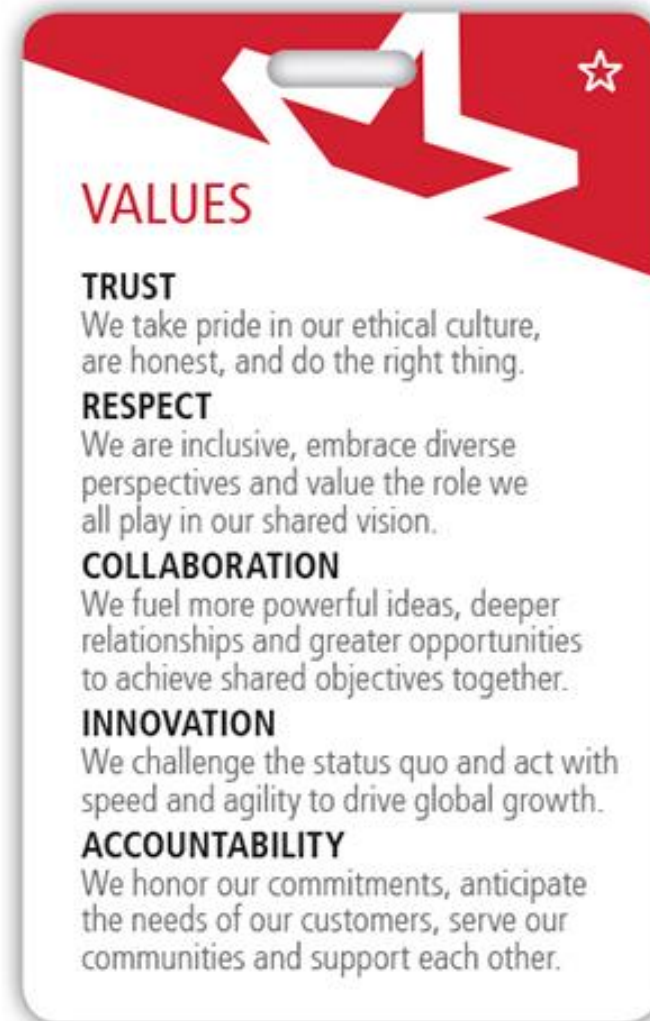 VALUES
TRUST
We take pride in our ethical culture,
are honest, and do the right thing.
RESPECT
We are inclusive, embrace diverse
perspectives and value the role we
all play in our shared vision.
COLLABORATION
We fuel more powerful ideas, deeper
relationships and greater opportunities
to achieve shared objectives together.
INNOVATION
We challenge the status quo and act with
speed and agility to drive global growth.
ACCOUNTABILITY
We honor our commitments, anticipate
the needs of our customers, serve our
communities and support each other.